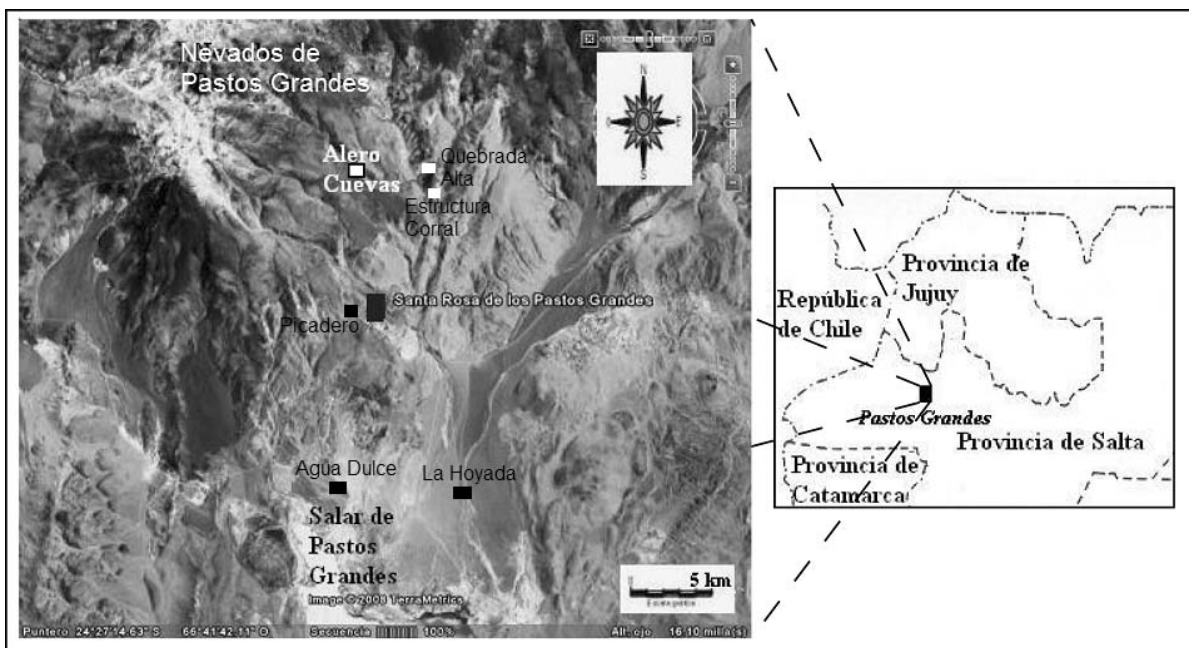 Nevados de
Pastos Grandes
N
E
S
Alero
Cuevas
Quebrada
Alta
Estructura
Corral
Santa Rosa de los Pastos Grandes
Picadero
Agua Dulce
La Hoyada
Salar de
Pastos
Grandes
Image © 2008 TerraMetrics
5 km
Puntero 24°27'14.63" S 66°41'42.11" O Secuencia 100% Alt. ojo 16.10 milla(s)
Provincia de
Jujuy
República
de Chile
Pastos Grandes
Provincia de Salta
Provincia de
Catamarca